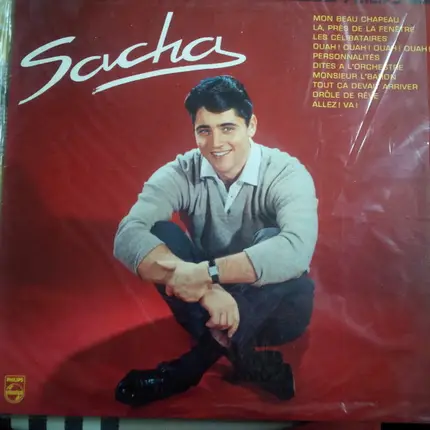 Sacha
MON BEAU CHAPEAU
LA, PRÈS DE LA FENÊTRE
LES CÉLIBATAIRES
OUAH! OUAH! OUAH! OUAH!
PERSONNALITÉS
DITES A L'ORCHESTRE
MONSIEUR L'BARON
TOUT ÇA DEVAIT ARRIVER
DRÔLE DE RÊVE
ALLEZ! VA!
PHILIPS